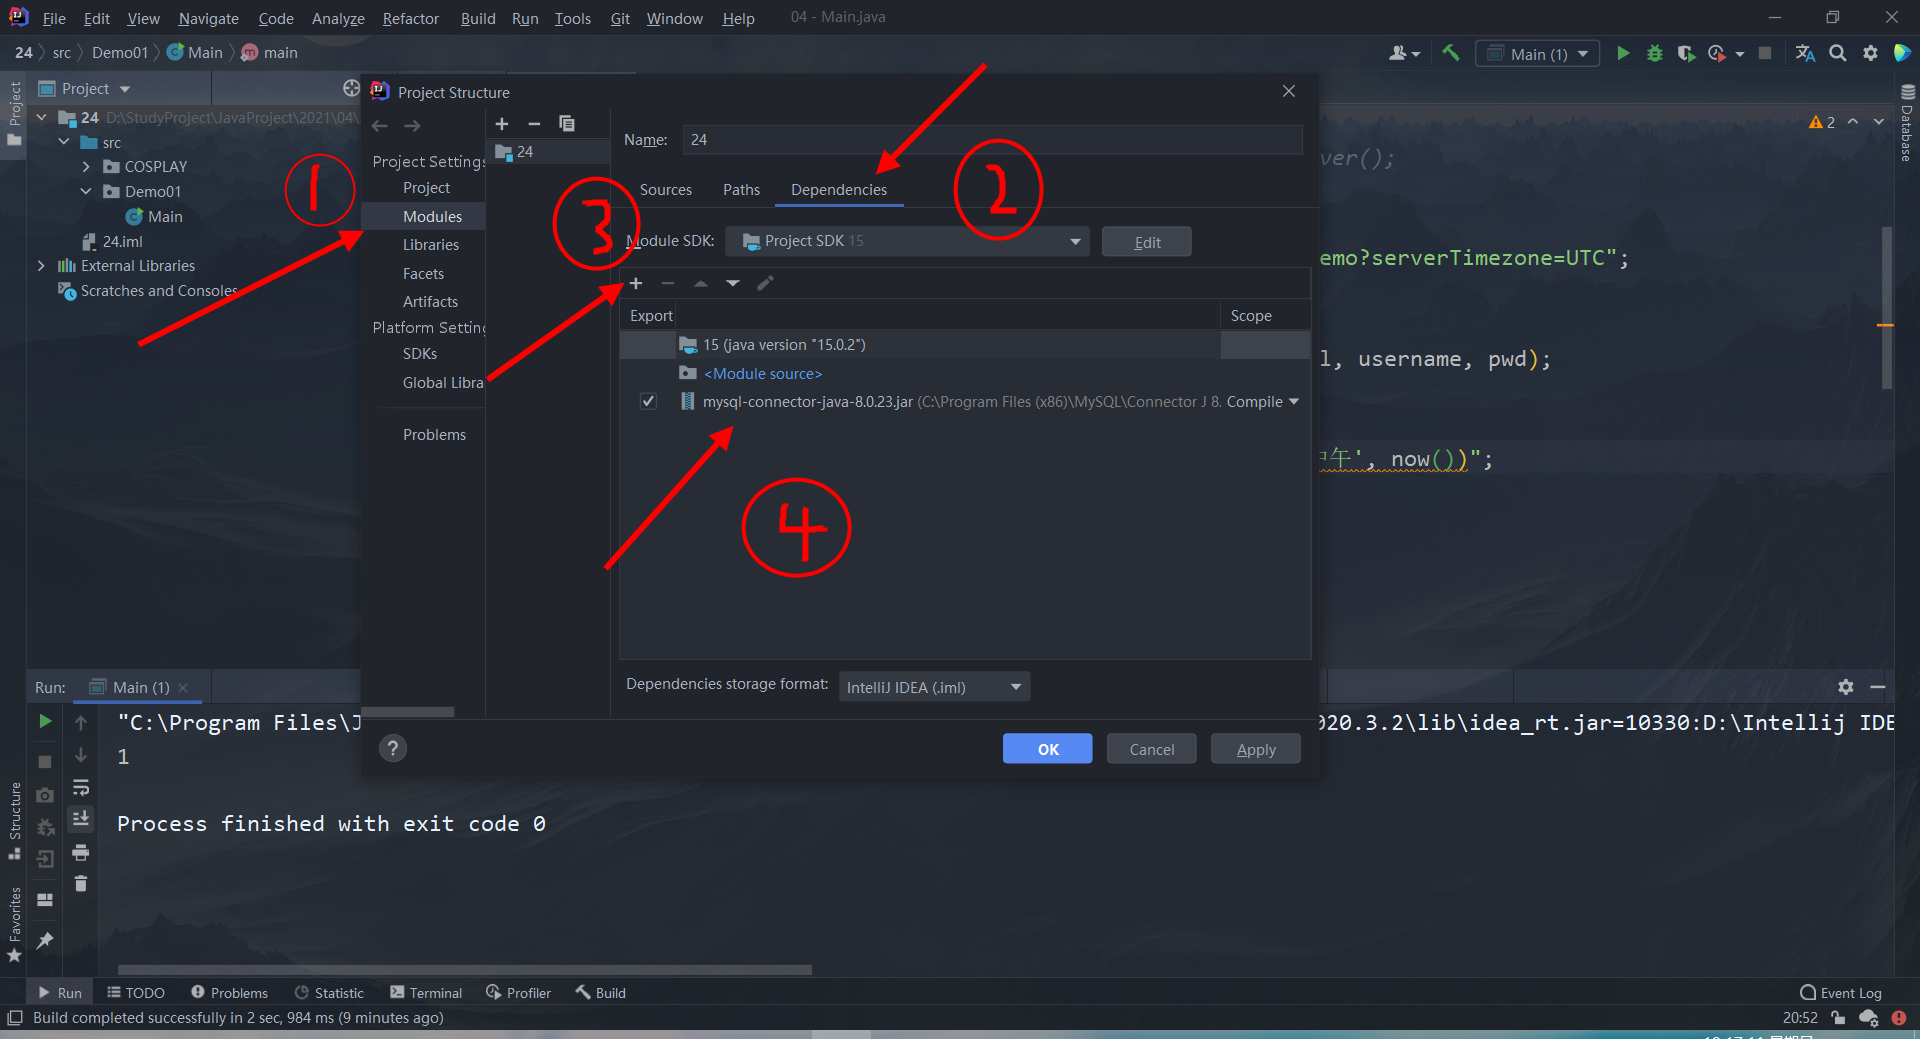 File Edit View Navigate Code Analyze Refactor Build Run Tools Git Window Help 04 - Main.java
24 src Demo01 Main main
Main (1)
Project
Project
24 D:\StudyProject\JavaProject\2021\04\
src
COSPLAY
Demo01
Main
24.iml
External Libraries
Scratches and Consoles
Project Structure
Project Settings
Project
Modules
Libraries
Facets
Artifacts
Platform Settin
SDKs
Global Libra
Problems
24
Name: 24
Sources Paths Dependencies
Module SDK: Project SDK 15 Edit
Export Scope
15 (java version "15.0.2")
<Module source>
mysql-connector-java-8.0.23.jar (C:\Program Files (x86)\MySQL\Connector J 8. Compile
Dependencies storage format: IntelliJ IDEA (.iml)
OK Cancel Apply
?
1
2
3
4
2
Database
ver();
emo?serverTimezone=UTC";
l, username, pwd);
午', now())";
Run: Main (1)
"C:\Program Files\J
020.3.2\lib\idea_rt.jar=10330:D:\Intellij IDE
1
Process finished with exit code 0
Structure
Favorites
Run TODO Problems Statistic Terminal Profiler Build Event Log
Build completed successfully in 2 sec, 984 ms (9 minutes ago) 20:52